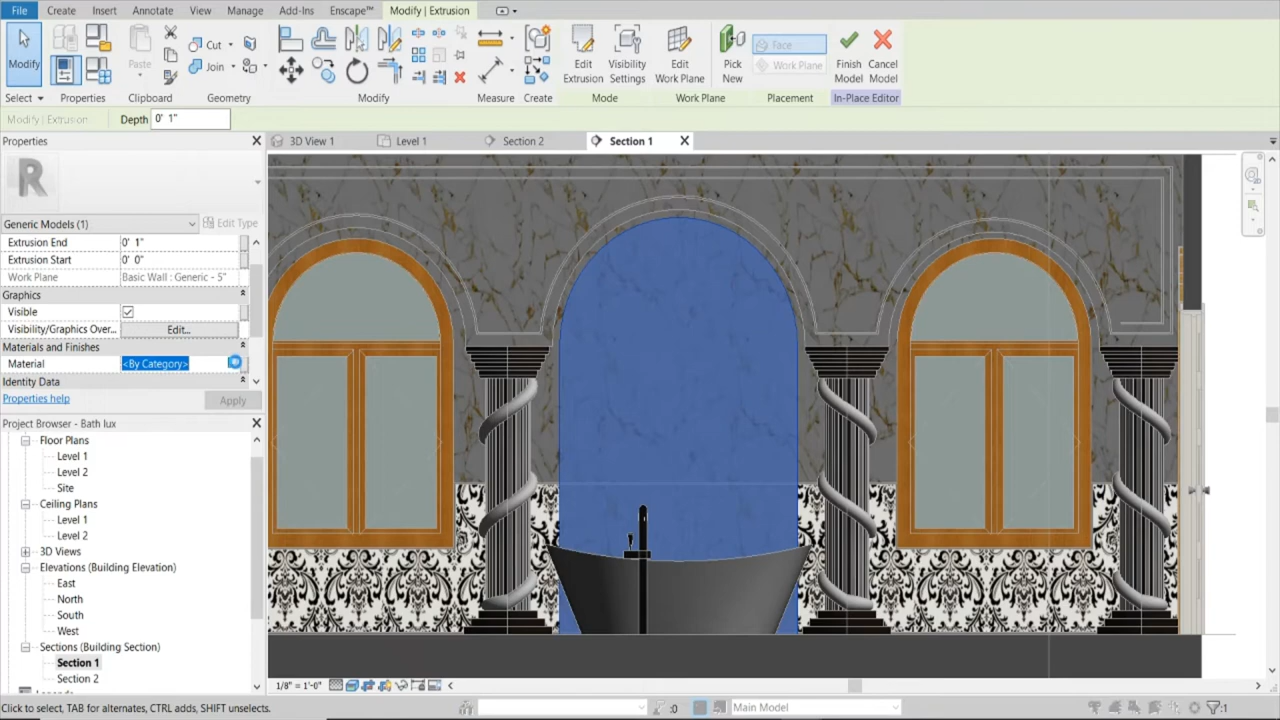 File Create Insert Annotate View Manage Add-Ins Enscape™ Modify | Extrusion
Modify
Paste
Cut
Join
Edit Extrusion
Visibility Settings
Edit Work Plane
Pick New
Face
Work Plane
Finish Model
Cancel Model
Select Properties Clipboard Geometry Modify Measure Create Mode Work Plane Placement In-Place Editor
Modify | Extrusion Depth 0' 1"
Properties
3D View 1 Level 1 Section 2 Section 1
R
Generic Models (1) Edit Type
Extrusion End 0' 1"
Extrusion Start 0' 0"
Work Plane Basic Wall : Generic - 5"
Graphics
Visible
Visibility/Graphics Over... Edit...
Materials and Finishes
Material <By Category>
Identity Data
Properties help Apply
Project Browser - Bath lux
Floor Plans
Level 1
Level 2
Site
Ceiling Plans
Level 1
Level 2
3D Views
Elevations (Building Elevation)
East
North
South
West
Sections (Building Section)
Section 1
Section 2
1/8" = 1'-0"
Click to select, TAB for alternates, CTRL adds, SHIFT unselects. :0 Main Model :1